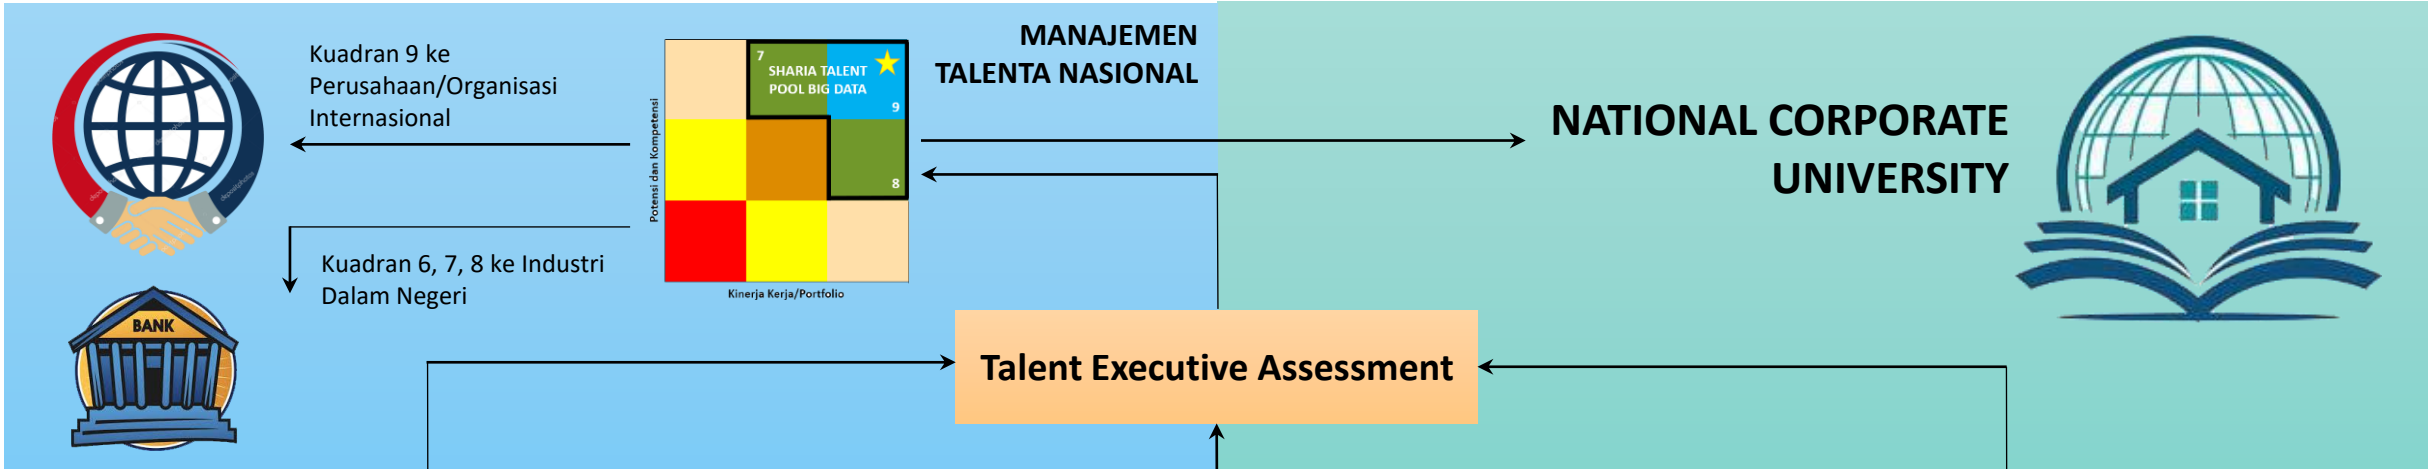 Kuadran 9 ke
Perusahaan/Organisasi
Internasional
Kuadran 6, 7, 8 ke Industri
Dalam Negeri
BANK
Potensi dan Kompetensi
7
SHARIA TALENT
POOL BIG DATA
9
8
Kinerja Kerja/Portfolio
MANAJEMEN
TALENTA NASIONAL
NATIONAL CORPORATE
UNIVERSITY
Talent Executive Assessment